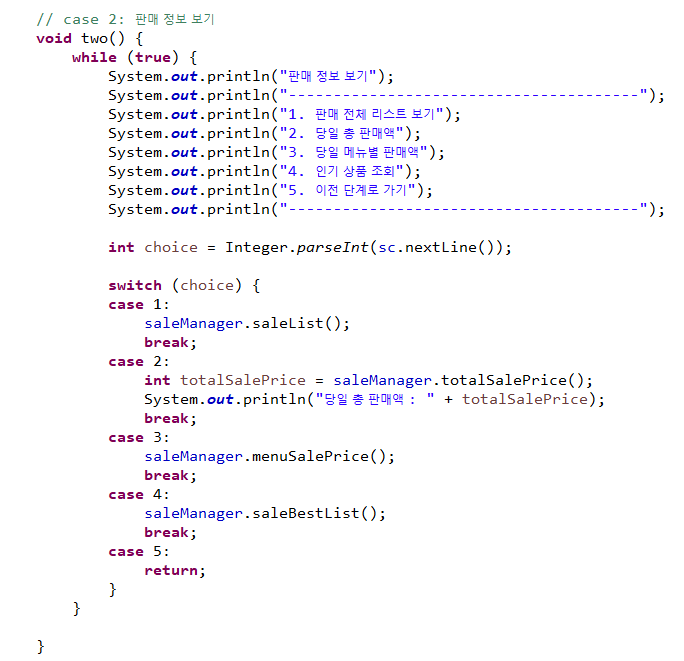 // case 2: 판매 정보 보기
void two() {
while (true) {
System.out.println("판매 정보 보기");
System.out.println("---------------------------------------");
System.out.println("1. 판매 전체 리스트 보기");
System.out.println("2. 당일 총 판매액");
System.out.println("3. 당일 메뉴별 판매액");
System.out.println("4. 인기 상품 조회");
System.out.println("5. 이전 단계로 가기");
System.out.println("---------------------------------------");
int choice = Integer.parseInt(sc.nextLine());
switch (choice) {
case 1:
saleManager.saleList();
break;
case 2:
int totalSalePrice = saleManager.totalSalePrice();
System.out.println("당일 총 판매액 : " + totalSalePrice);
break;
case 3:
saleManager.menuSalePrice();
break;
case 4:
saleManager.saleBestList();
break;
case 5:
return;
}
}
}